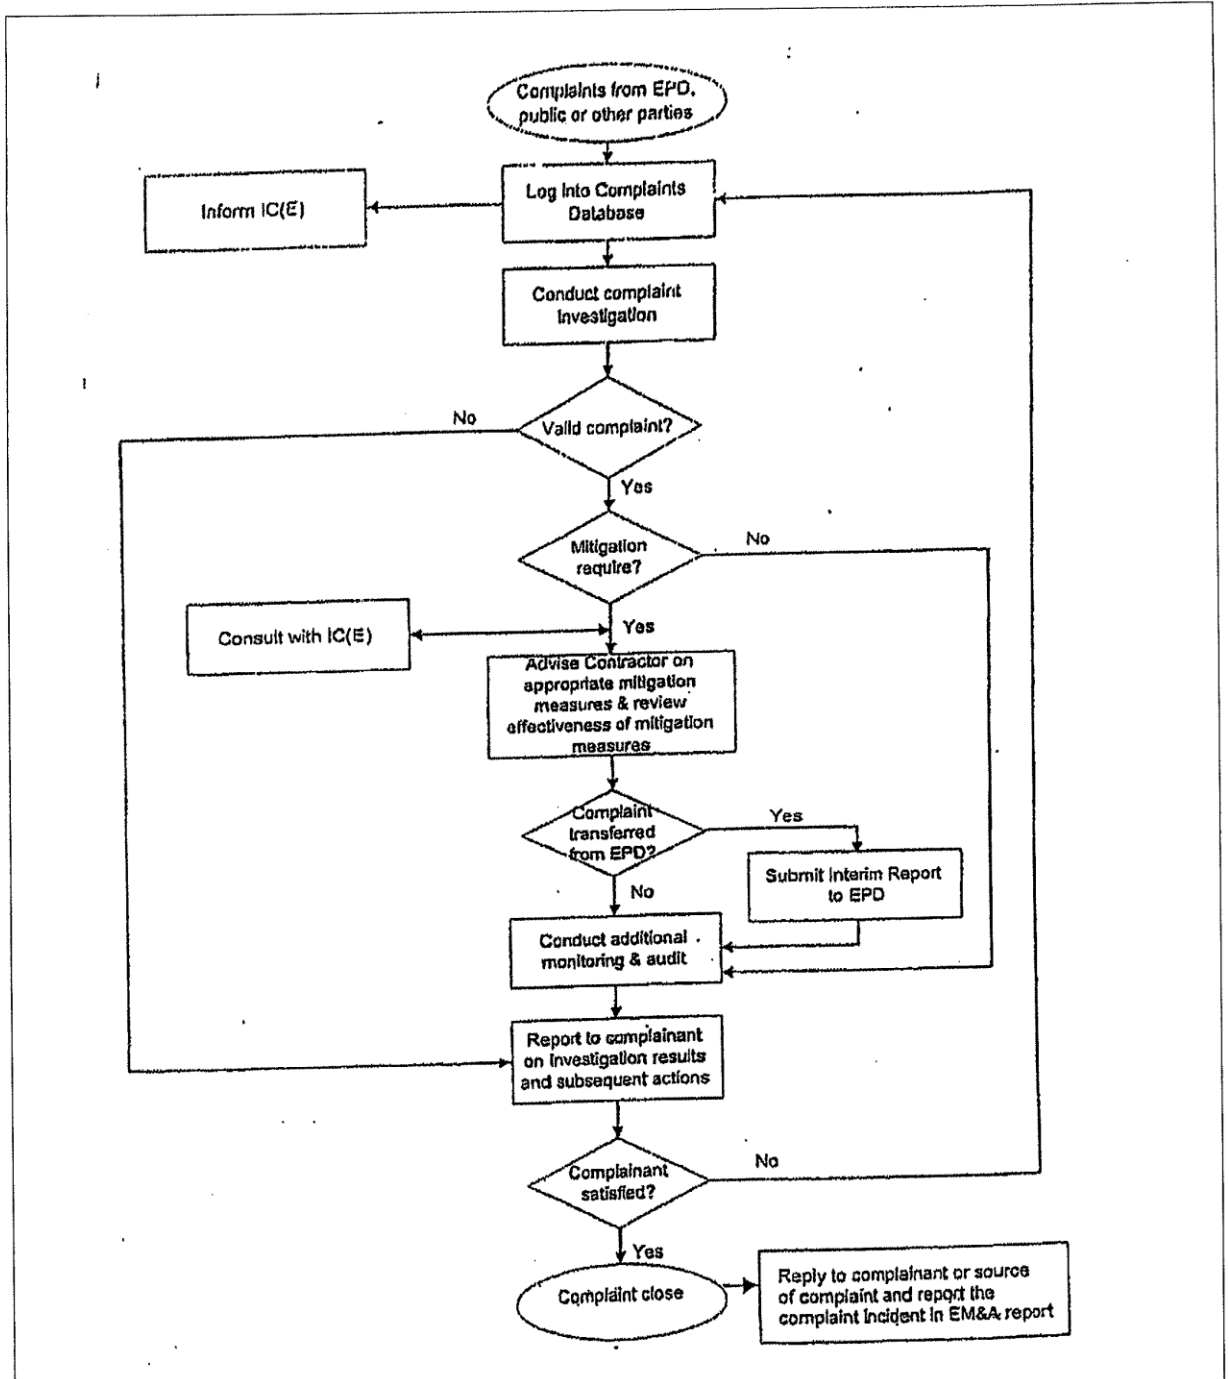 Complaints from EPD,
public or other parties
Log Into Complaints
Database
Inform IC(E)
Conduct complaint
Investigation
Valid complaint?
No
Yes
Mitigation
require?
No
Yes
Consult with IC(E)
Advise Contractor on
appropriate mitigation
measures & review
effectiveness of mitigation
measures
Complaint
transferred
from EPD?
Yes
Submit Interim Report
to EPD
No
Conduct additional
monitoring & audit
Report to complainant
on Investigation results
and subsequent actions
Complainant
satisfied?
No
Yes
Complaint close
Reply to complainant or source
of complaint and report the
complaint Incident in EM&A report